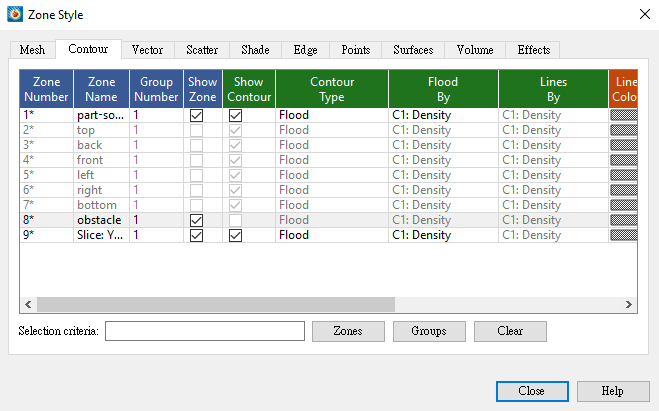 Zone Style
Mesh Contour Vector Scatter Shade Edge Points Surfaces Volume Effects
Zone Number Zone Name Group Number Show Zone Show Contour Contour Type Flood By Lines By Line Colo
1* part-so... 1 Flood C1: Density C1: Density
2* top 1 Flood C1: Density C1: Density
3* back 1 Flood C1: Density C1: Density
4* front 1 Flood C1: Density C1: Density
5* left 1 Flood C1: Density C1: Density
6* right 1 Flood C1: Density C1: Density
7* bottom 1 Flood C1: Density C1: Density
8* obstacle 1 Flood C1: Density C1: Density
9* Slice: Y... 1 Flood C1: Density C1: Density
Selection criteria: Zones Groups Clear
Close Help